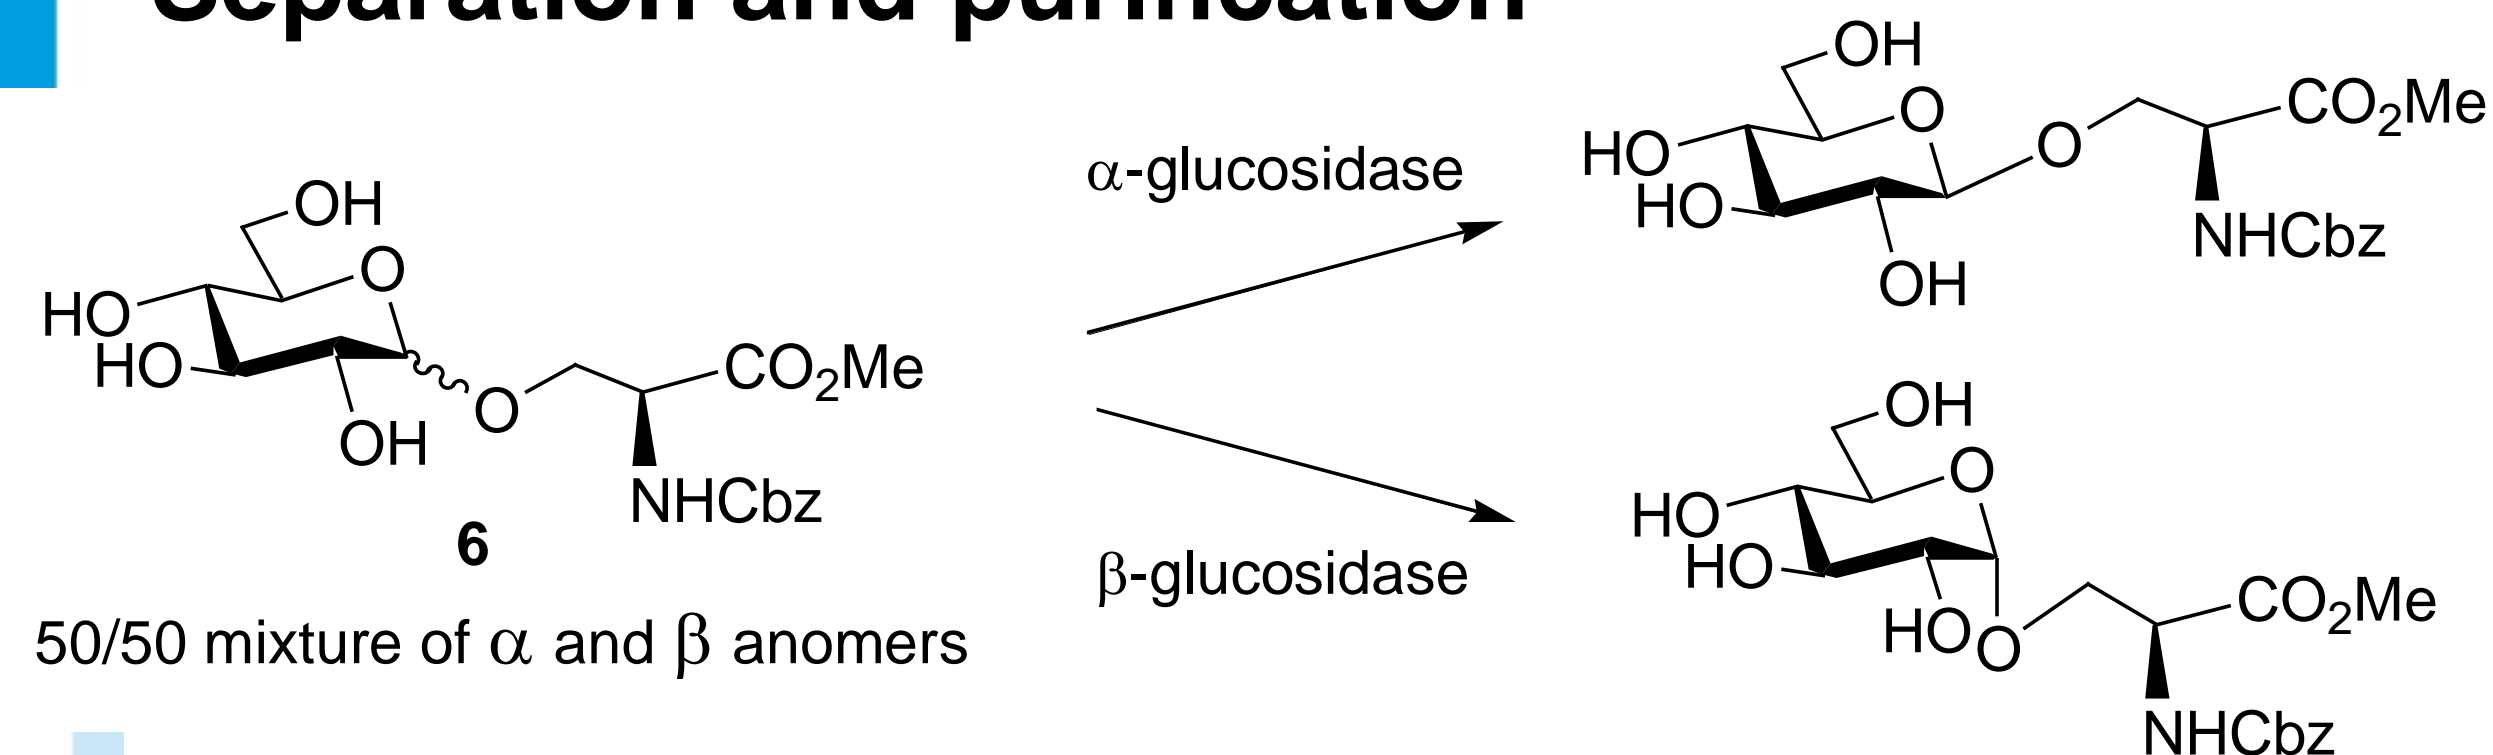 Separation and purification
OH
O
HO
HO
OH
O
CO2Me
NHCbz
6
50/50 mixture of α and β anomers
α-glucosidase
β-glucosidase
OH
O
HO
HO
OH
O
CO2Me
NHCbz
OH
O
HO
HO
HO
O
CO2Me
NHCbz